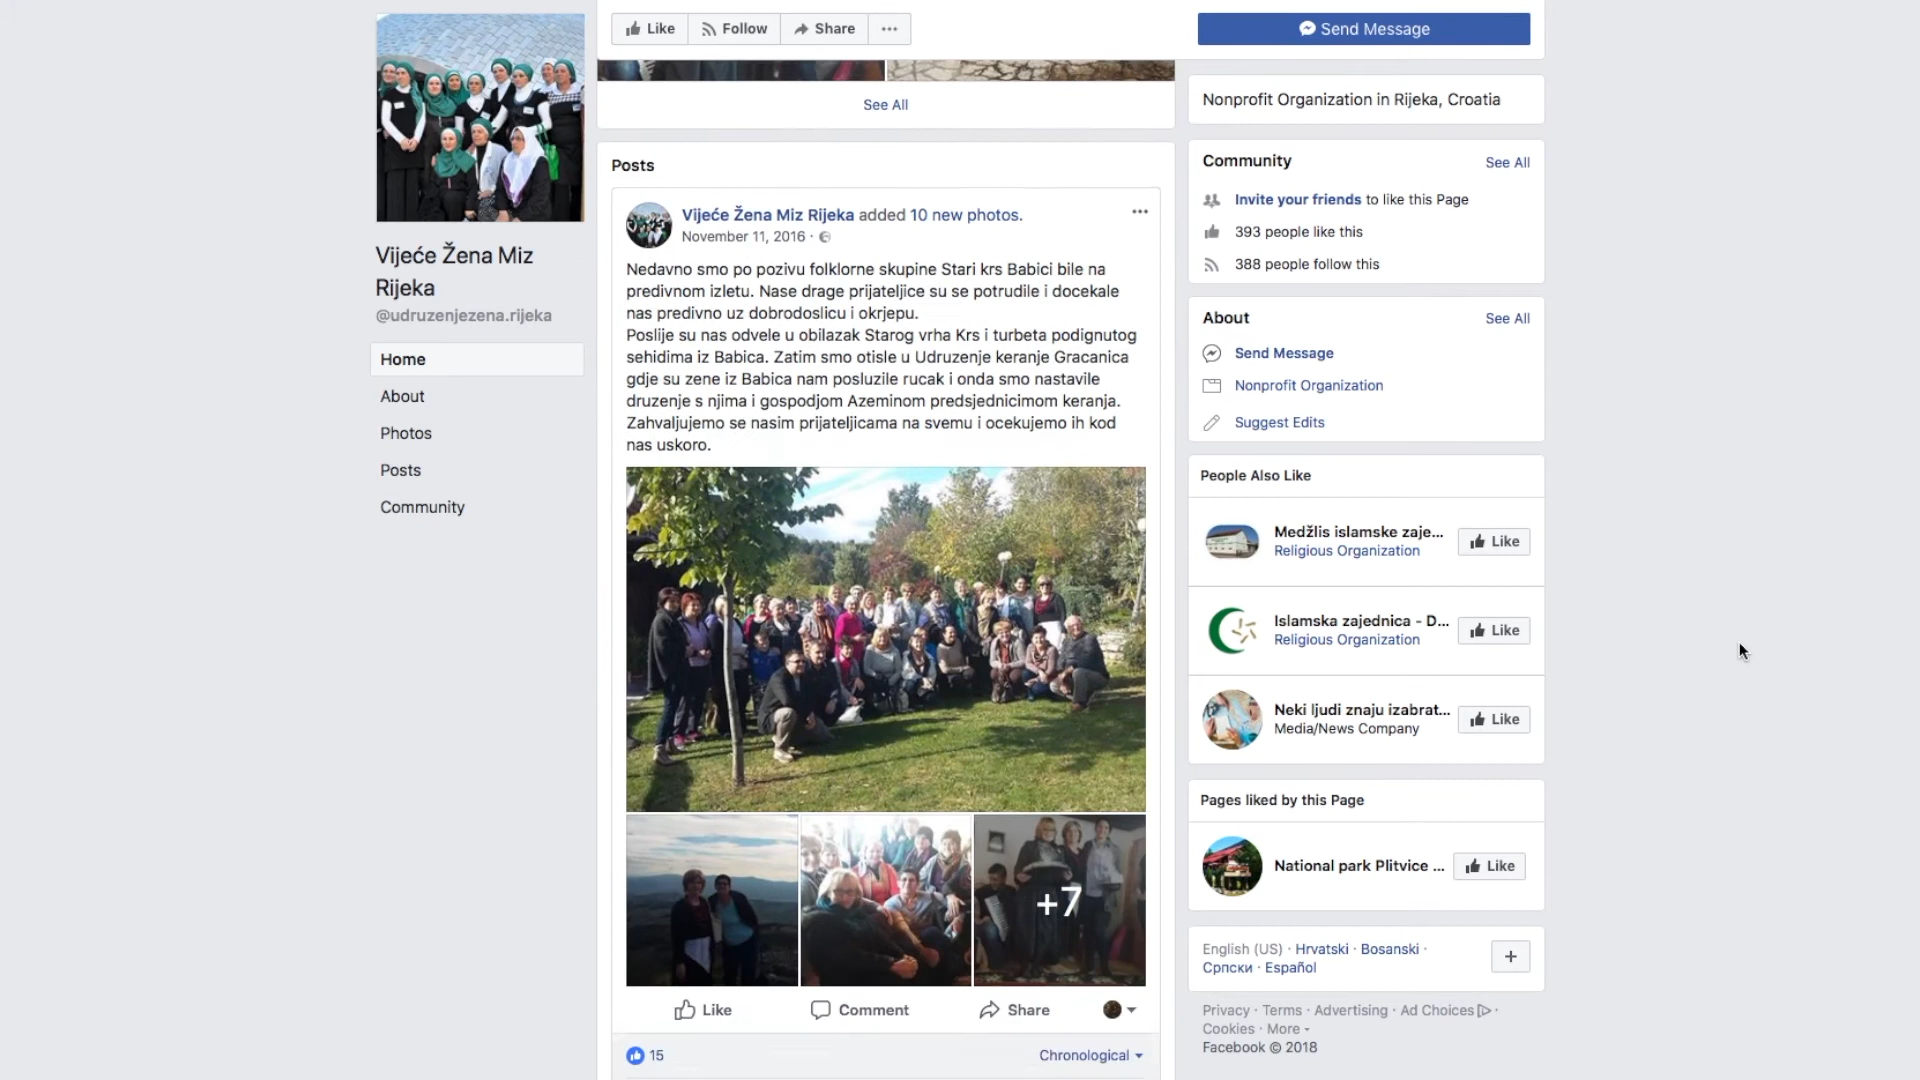 Like
Follow
Share
Send Message
Vijeće Žena Miz
Rijeka
@udruzenjezena.rijeka
Home
About
Photos
Posts
Community
See All
Posts
Vijeće Žena Miz Rijeka added 10 new photos.
November 11, 2016 ·
Nedavno smo po pozivu folklorne skupine Stari krs Babici bile na
predivnom izletu. Nase drage prijateljice su se potrudile i docekale
nas predivno uz dobrodoslicu i okrjepu.
Poslije su nas odvele u obilazak Starog vrha Krs i turbeta podignutog
sehidima iz Babica. Zatim smo otisle u Udruzenje keranje Gracanica
gdje su zene iz Babica nam posluzile rucak i onda smo nastavile
druzenje s njima i gospodjom Azeminom predsjednicimom keranja.
Zahvaljujemo se nasim prijateljicama na svemu i ocekujemo ih kod
nas uskoro.
+7
Like
Comment
Share
15
Chronological
Nonprofit Organization in Rijeka, Croatia
Community
See All
Invite your friends to like this Page
393 people like this
388 people follow this
About
See All
Send Message
Nonprofit Organization
Suggest Edits
People Also Like
Medžlis islamske zaje...
Religious Organization
Like
Islamska zajednica - D...
Religious Organization
Like
Neki ljudi znaju izabrat...
Media/News Company
Like
Pages liked by this Page
National park Plitvice ...
Like
English (US) · Hrvatski · Bosanski ·
Српски · Español
Privacy · Terms · Advertising · Ad Choices ·
Cookies · More
Facebook © 2018